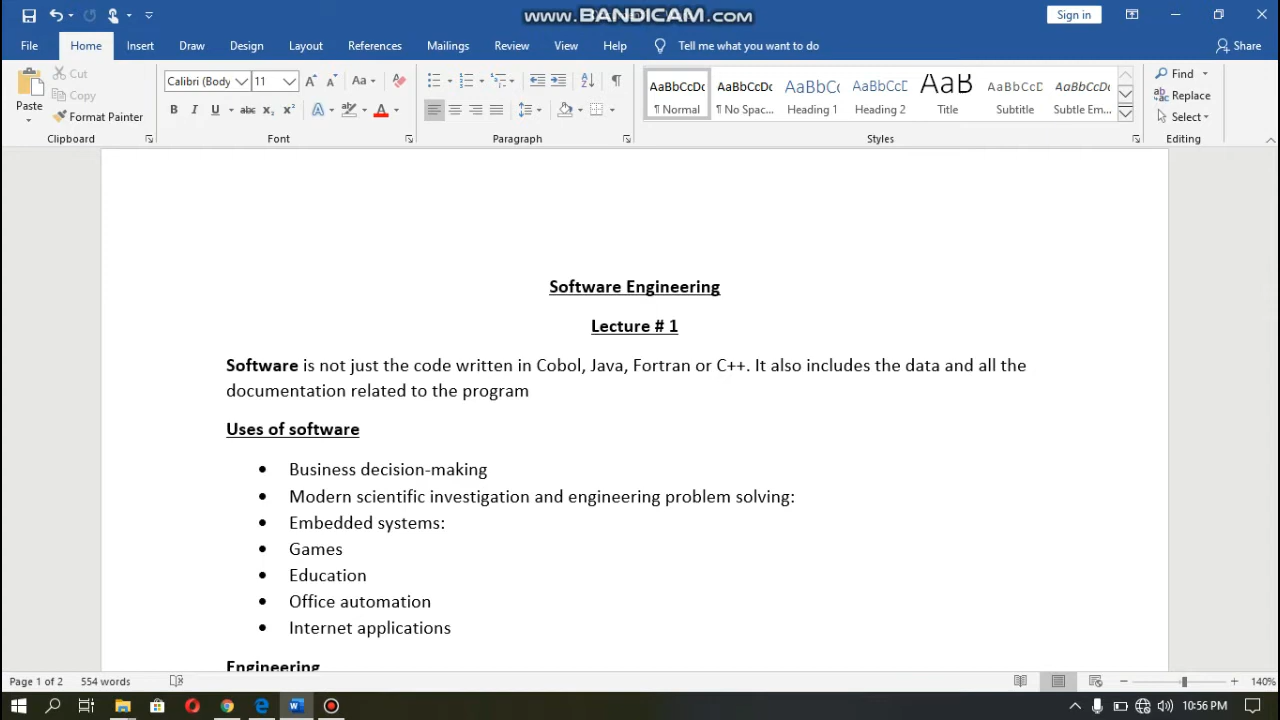 www.BANDICAM.com
Sign in
File Home Insert Draw Design Layout References Mailings Review View Help Tell me what you want to do Share
Paste
Cut
Copy
Format Painter
Clipboard
Calibri (Body 11
Font
Paragraph
AaBbCcDc AaBbCcDc AaBbCc AaBbCcD AaB AaBbCcD AaBbCcDc
¶ Normal ¶ No Spac... Heading 1 Heading 2 Title Subtitle Subtle Em...
Styles
Find
Replace
Select
Editing
Software Engineering
Lecture # 1
Software is not just the code written in Cobol, Java, Fortran or C++. It also includes the data and all the
documentation related to the program
Uses of software
• Business decision-making
• Modern scientific investigation and engineering problem solving:
• Embedded systems:
• Games
• Education
• Office automation
• Internet applications
Engineering
Page 1 of 2 554 words 140%
10:56 PM